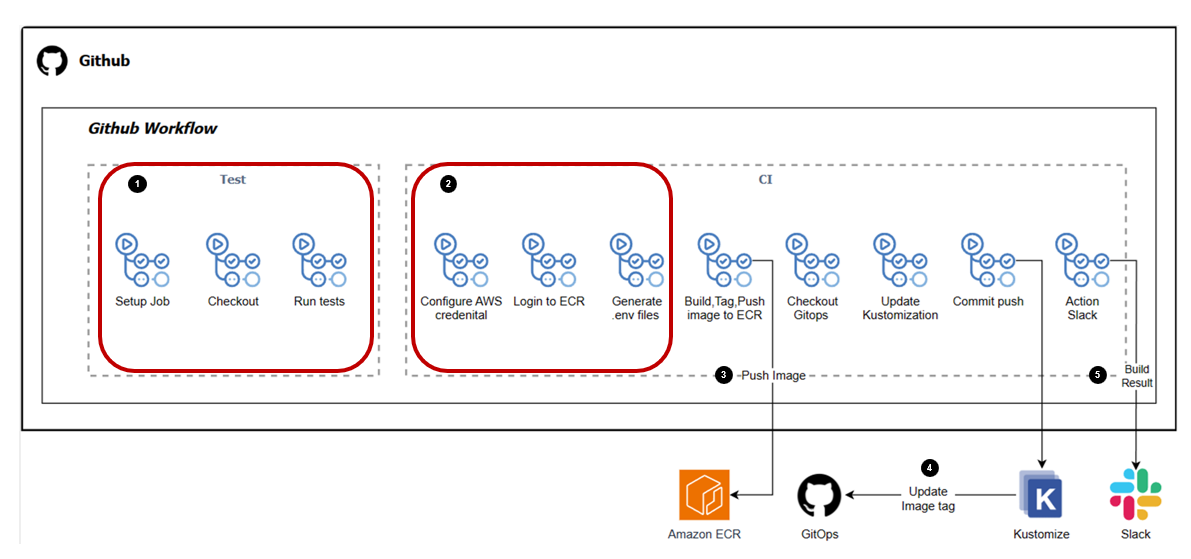 Github
Github Workflow
1
Test
2
CI
Setup Job
Checkout
Run tests
Configure AWS
credenital
Login to ECR
Generate
.env files
Build,Tag,Push
image to ECR
Checkout
Gitops
Update
Kustomization
Commit push
Action
Slack
3
Push Image
5
Build
Result
4
Update
Image tag
K
Amazon ECR
GitOps
Kustomize
Slack